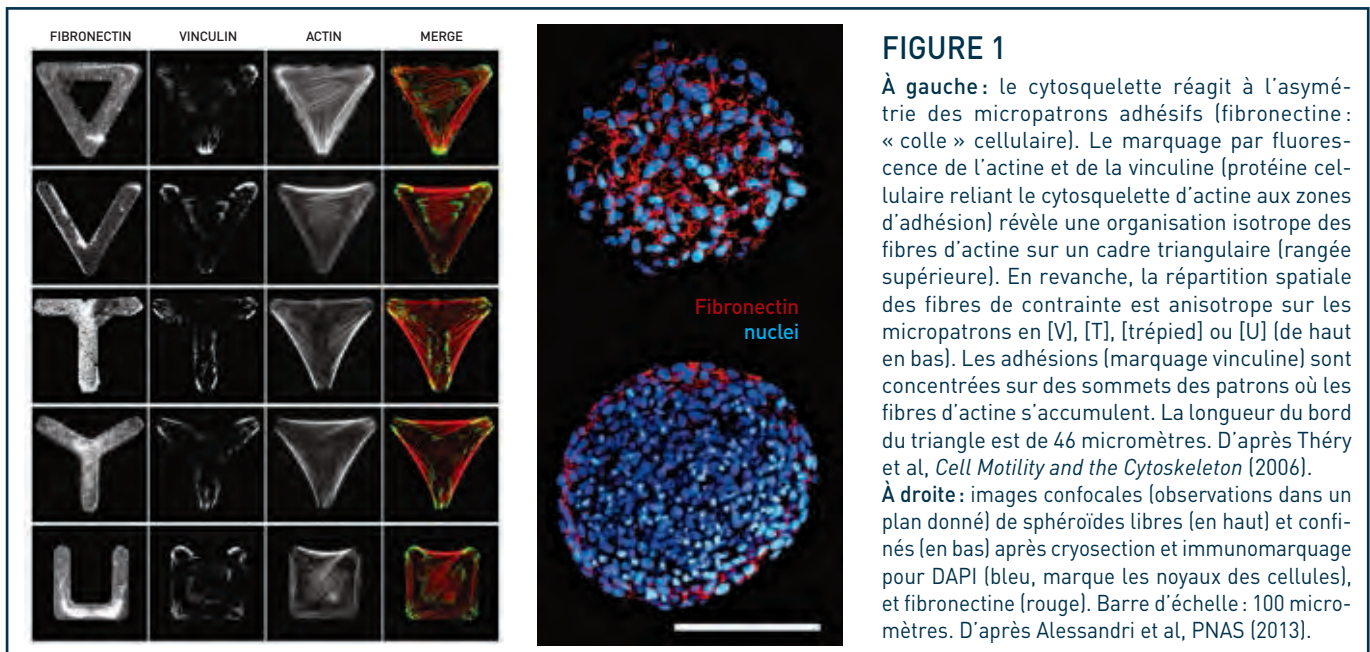 FIBRONECTIN VINCULIN ACTIN MERGE
Fibronectin
nuclei
FIGURE 1
À gauche : le cytosquelette réagit à l'asymé-
trie des micropatrons adhésifs (fibronectine :
« colle » cellulaire). Le marquage par fluores-
cence de l'actine et de la vinculine (protéine cel-
lulaire reliant le cytosquelette d'actine aux zones
d'adhésion) révèle une organisation isotrope des
fibres d'actine sur un cadre triangulaire (rangée
supérieure). En revanche, la répartition spatiale
des fibres de contrainte est anisotrope sur les
micropatrons en [V], [T], [trépied] ou [U] (de haut
en bas). Les adhésions (marquage vinculine) sont
concentrées sur des sommets des patrons où les
fibres d'actine s'accumulent. La longueur du bord
du triangle est de 46 micromètres. D'après Théry
et al, Cell Motility and the Cytoskeleton (2006).
À droite : images confocales (observations dans un
plan donné) de sphéroïdes libres (en haut) et confi-
nés (en bas) après cryosection et immunomarquage
pour DAPI (bleu, marque les noyaux des cellules),
et fibronectine (rouge). Barre d'échelle : 100 micro-
mètres. D'après Alessandri et al, PNAS (2013).